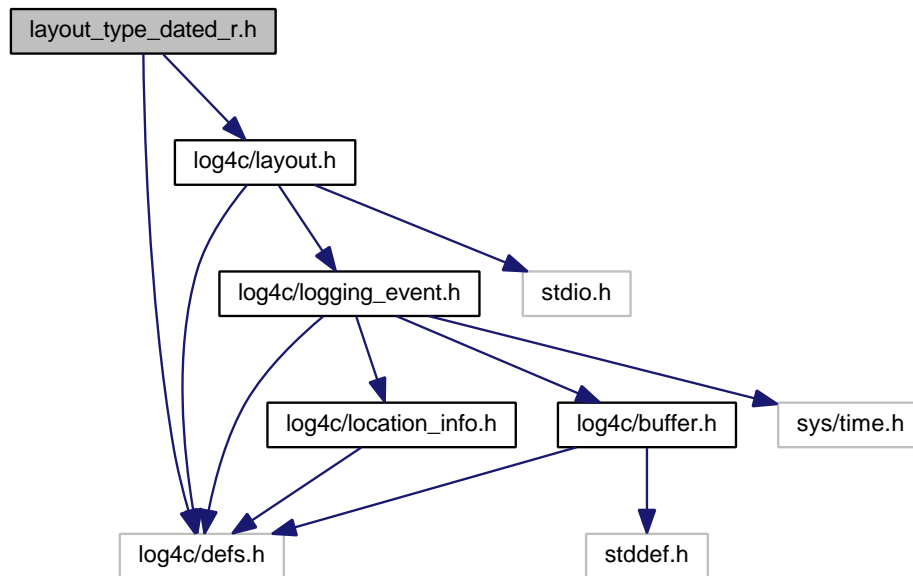 layout_type_dated_r.h
log4c/layout.h
log4c/logging_event.h
stdio.h
log4c/location_info.h
log4c/buffer.h
sys/time.h
log4c/defs.h
stddef.h